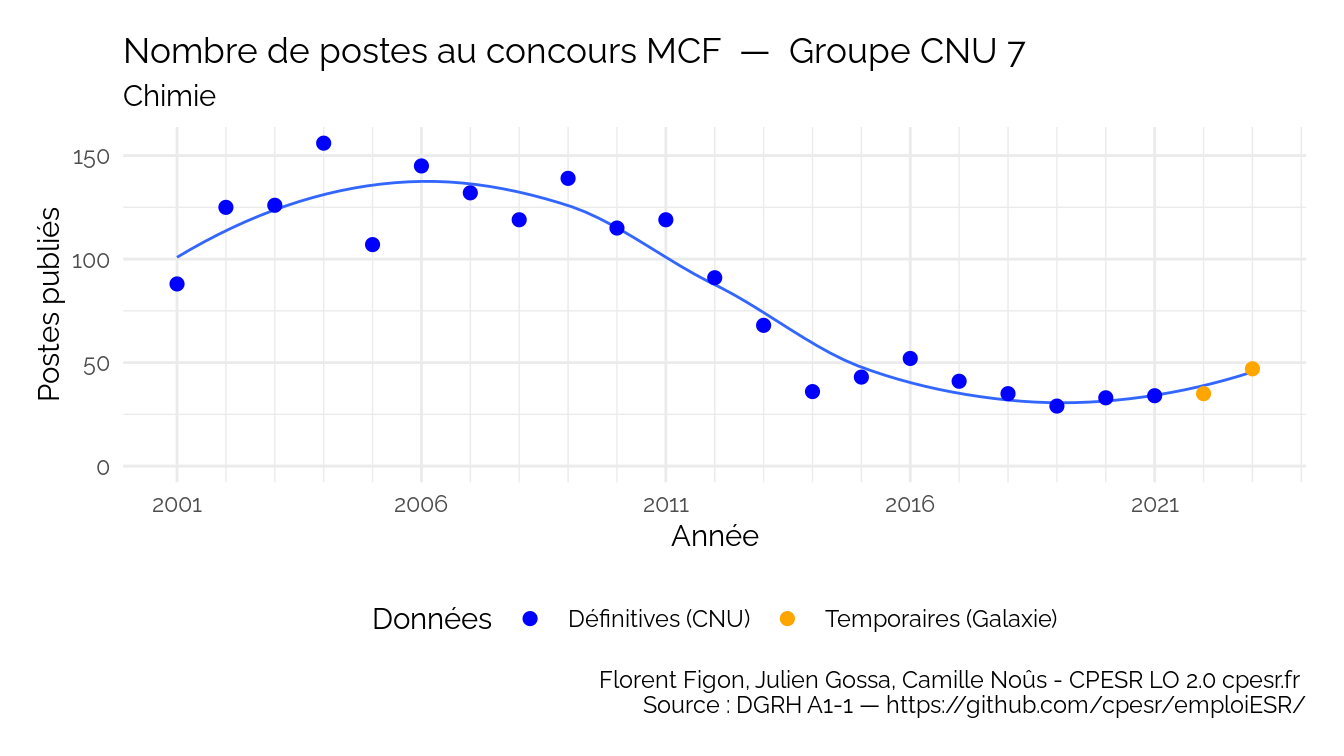 Nombre de postes au concours MCF — Groupe CNU 7
Chimie
Postes publiés
150
100
50
0
2001 2006 2011 2016 2021
Année
Données Définitives (CNU) Temporaires (Galaxie)
Florent Figon, Julien Gossa, Camille Noûs - CPESR LO 2.0 cpesr.fr
Source : DGRH A1-1 — https://github.com/cpesr/emploiESR/